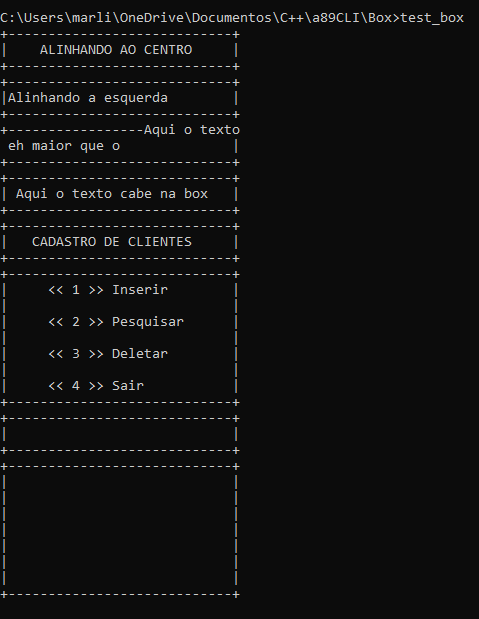 C:\Users\marli\OneDrive\Documentos\C++\a89CLI\Box>test_box
+----------------------------+
|    ALINHANDO AO CENTRO     |
+----------------------------+
+----------------------------+
|Alinhando a esquerda        |
+----------------------------+
+-----------------Aqui o texto
 eh maior que o              |
+----------------------------+
+----------------------------+
| Aqui o texto cabe na box   |
+----------------------------+
+----------------------------+
|   CADASTRO DE CLIENTES     |
+----------------------------+
+----------------------------+
|     << 1 >> Inserir        |
|                            |
|     << 2 >> Pesquisar      |
|                            |
|     << 3 >> Deletar        |
|                            |
|     << 4 >> Sair           |
+----------------------------+
+----------------------------+
|                            |
+----------------------------+
+----------------------------+
|                            |
|                            |
|                            |
|                            |
|                            |
|                            |
|                            |
+----------------------------+